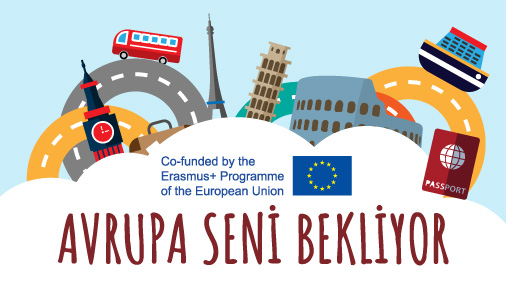 Co-funded by the
Erasmus+ Programme
of the European Union
PASSPORT
AVRUPA SENİ BEKLİYOR